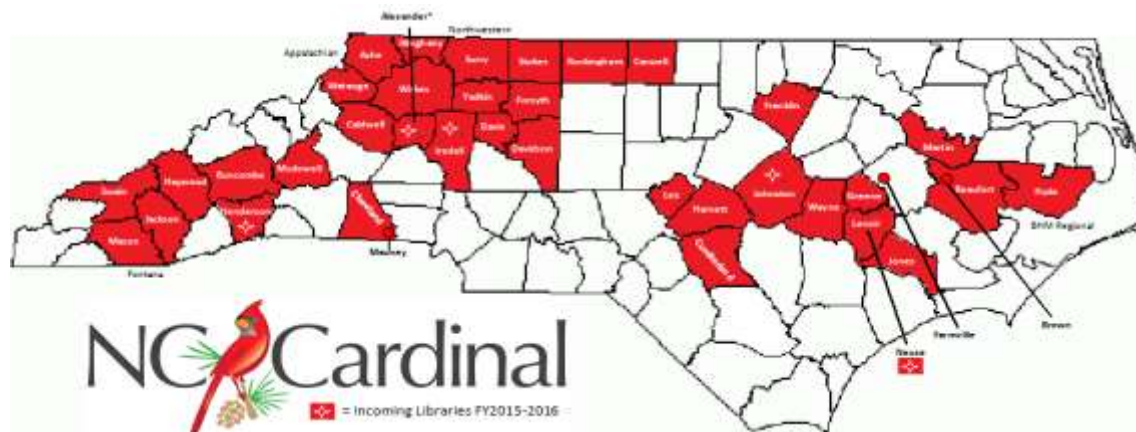 Alexander*
Northwestern
Appalachian
Ashe
Alleghany
Surry
Stokes
Rockingham
Caswell
Watauga
Wilkes
Yadkin
Forsyth
Franklin
Caldwell
Davie
Iredell
Davidson
Martin
McDowell
Buncombe
Haywood
Swain
Johnston
Greene
Beaufort
Hyde
Lee
Harnett
Wayne
Lenoir
Jackson
Henderson
Cleveland
BHM Regional
Macon
Mauney
Jones
Cumberland
Fontana
Farmville
Brown
Neuse
NC Cardinal
= Incoming Libraries FY2015-2016